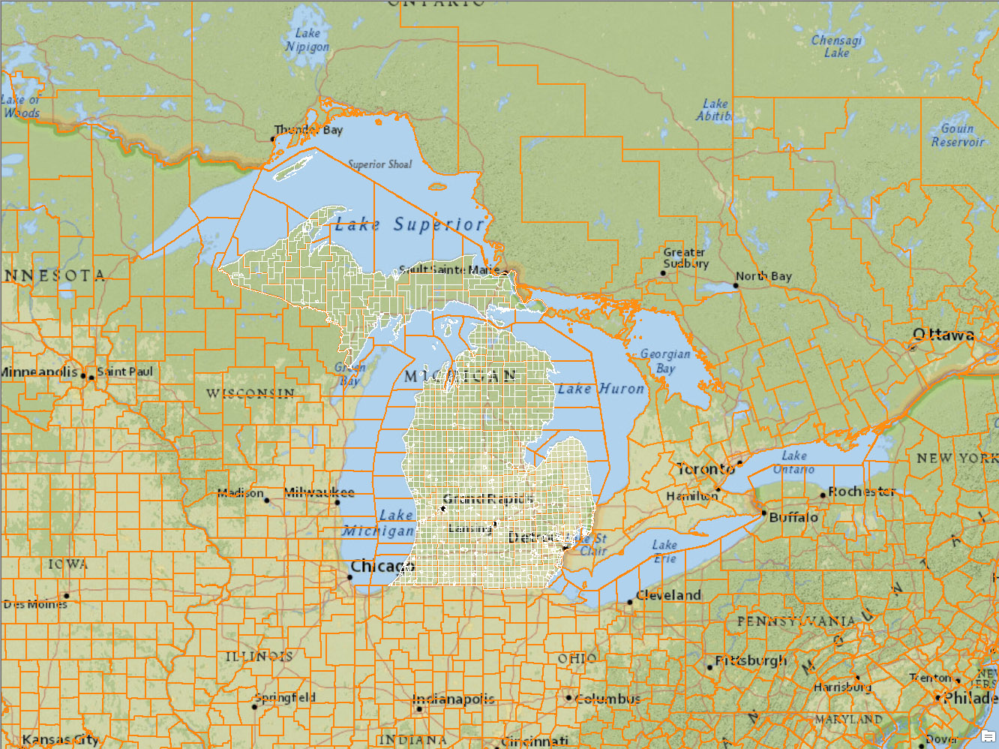 ONTARIO
Lake
Nipigon
Chensagi
Lake
Lake of
Woods
Lake
Abitib
Gouin
Reservoir
Thunder Bay
Superior Shoal
Lake Superior
Greater
Sudbury
Sault Sainte Marie
North Bay
NNESOTA
Ottawa
Georgian
Bay
Minneapolis
Saint Paul
Green
Bay
MICHIGAN
WISCONSIN
Lake Huron
Lake
Ontario
NEW YORK
Toronto
Madison
Milwaukee
Hamilton
Rochester
Grand Rapids
Buffalo
Lake
Michigan
Lansing
Detroit
Lake St
Clair
Lake
Erie
IOWA
Chicago
Des Moines
Cleveland
PENNSYLVANIA
ILLINOIS
OHIO
Pittsburgh
Harrisburg
Trenton
NEW
JERS
Springfield
Indianapolis
Columbus
Philade
MARYLAND
Kansas City
INDIANA
Cincinnati
Dover